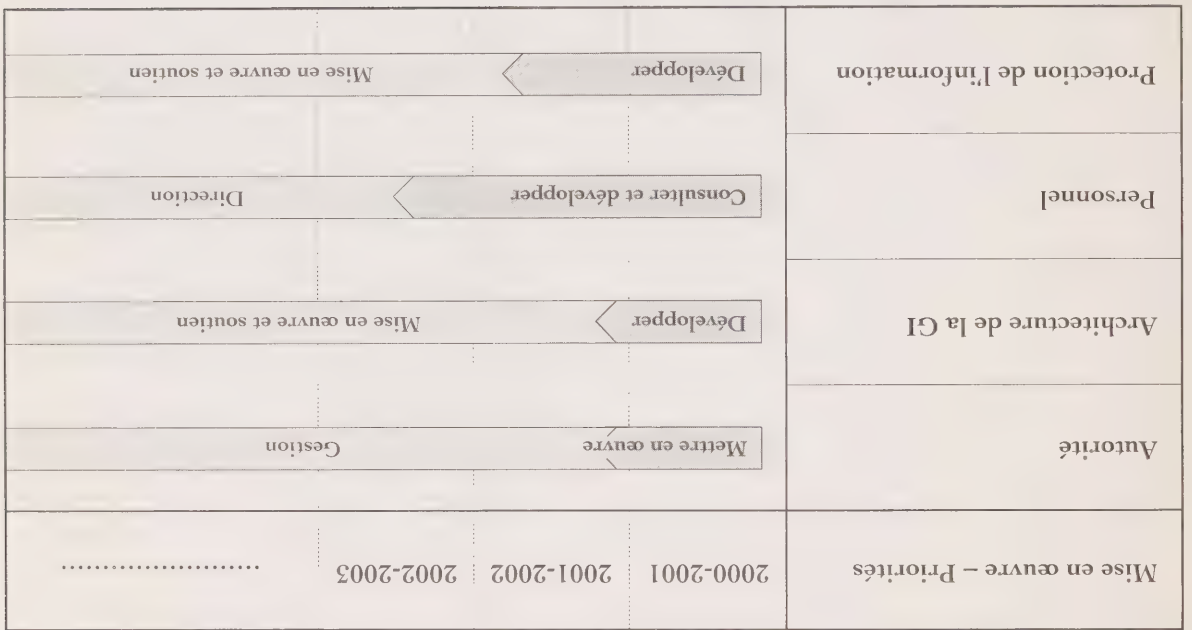 Mise en œuvre – Priorités 2000-2001 2001-2002 2002-2003 ........................
Autorité Mettre en œuvre Gestion
Architecture de la GI Développer Mise en œuvre et soutien
Personnel Consulter et développer Direction
Protection de l'information Développer Mise en œuvre et soutien